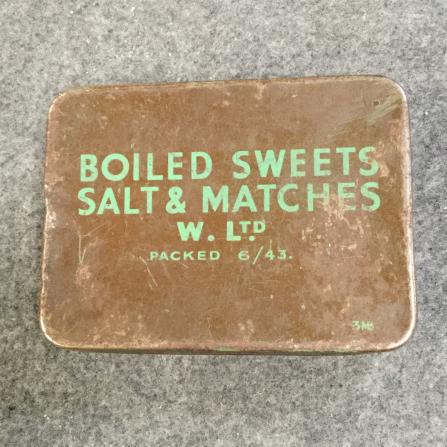 BOILED SWEETS
SALT & MATCHES
W. LTD
PACKED 6/43.